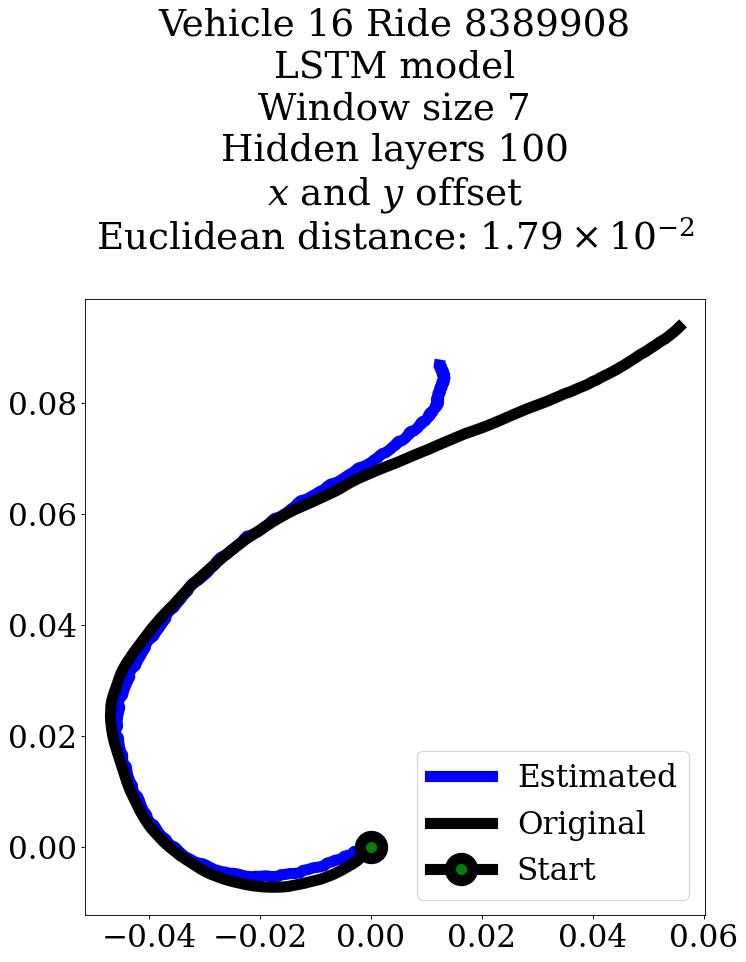 Vehicle 16 Ride 8389908
LSTM model
Window size 7
Hidden layers 100
x and y offset
Euclidean distance: 1.79 × 10⁻²
0.08
0.06
0.04
0.02
0.00
Estimated
Original
Start
−0.04 −0.02 0.00 0.02 0.04 0.06